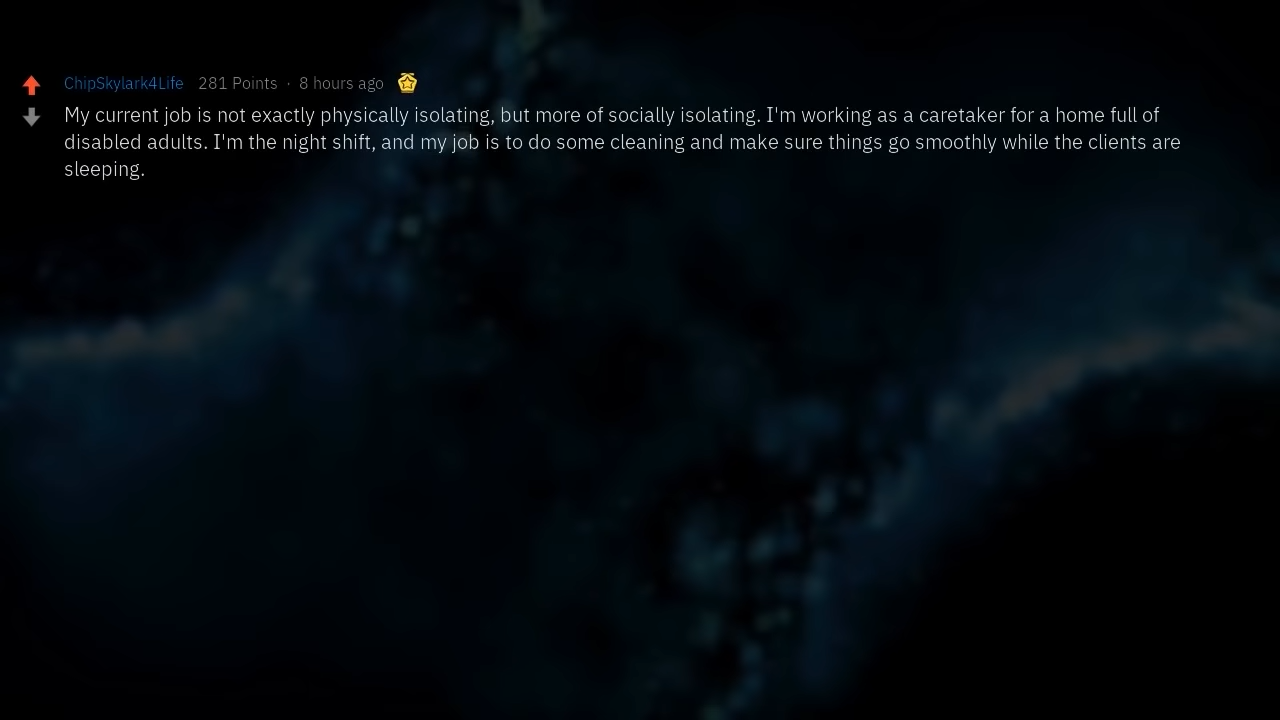 ChipSkylark4Life 281 Points · 8 hours ago
My current job is not exactly physically isolating, but more of socially isolating. I'm working as a caretaker for a home full of
disabled adults. I'm the night shift, and my job is to do some cleaning and make sure things go smoothly while the clients are
sleeping.